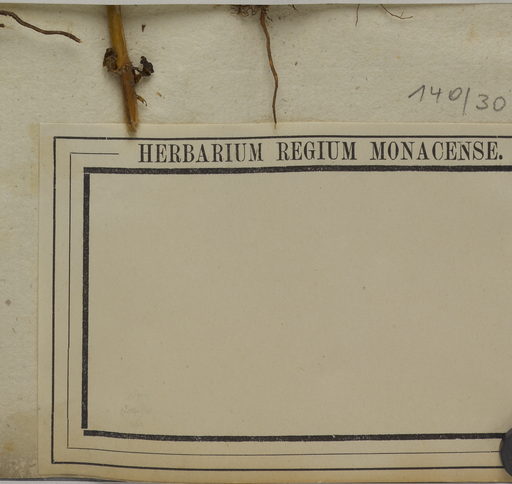 140/30
HERBARIUM REGIUM MONACENSE.